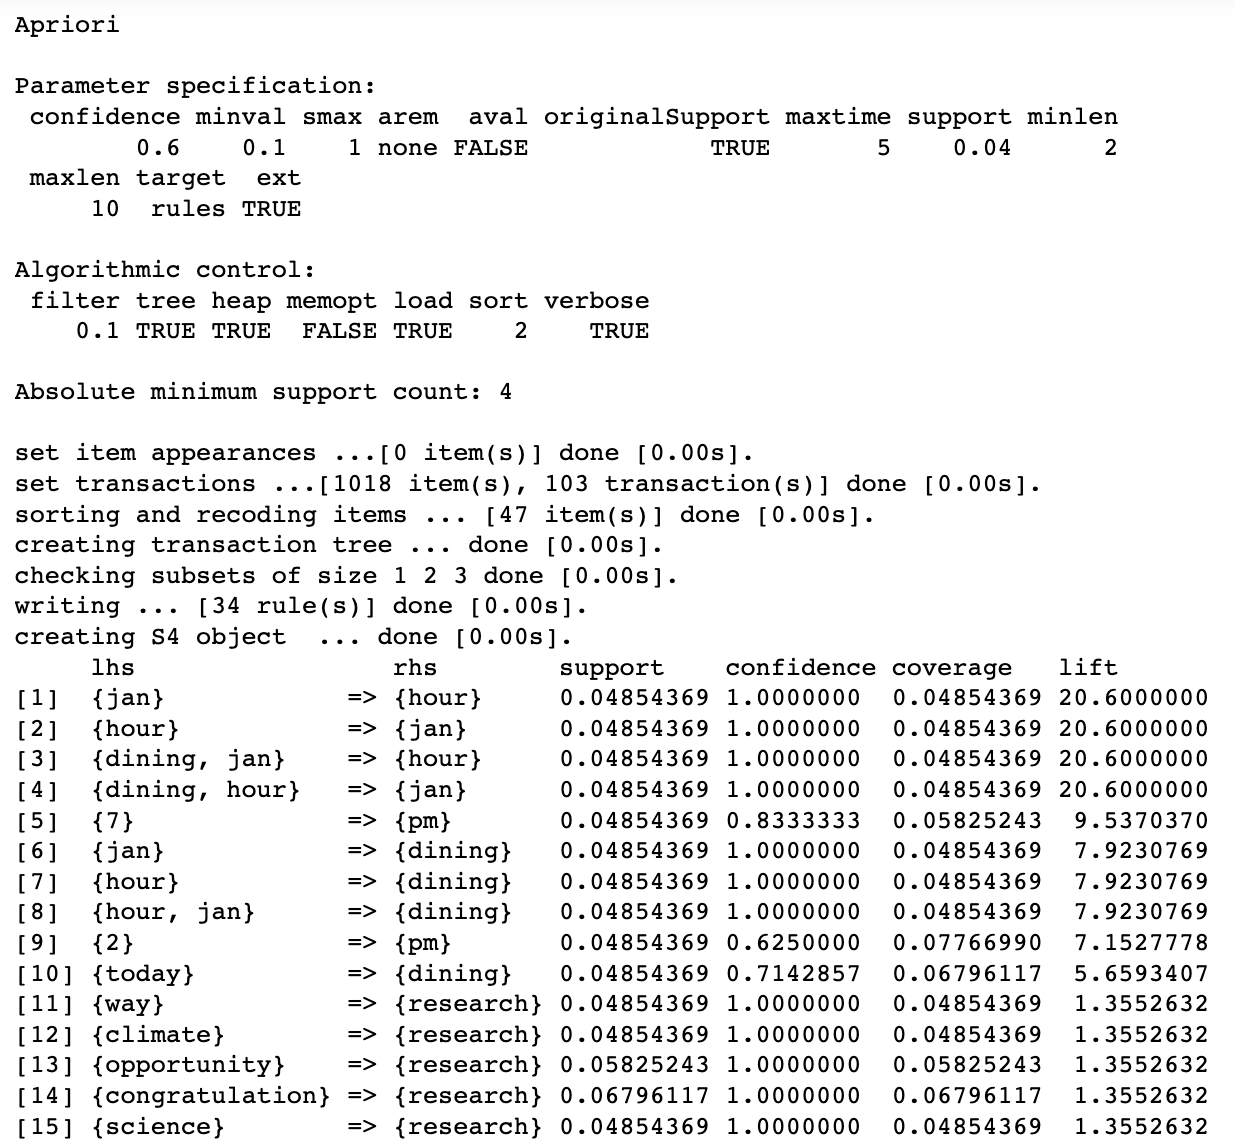 Apriori
Parameter specification:
confidence minval smax arem aval originalSupport maxtime support minlen
0.6 0.1 1 none FALSE TRUE 5 0.04 2
maxlen target ext
10 rules TRUE
Algorithmic control:
filter tree heap memopt load sort verbose
0.1 TRUE TRUE FALSE TRUE 2 TRUE
Absolute minimum support count: 4
set item appearances ...[0 item(s)] done [0.00s].
set transactions ...[1018 item(s), 103 transaction(s)] done [0.00s].
sorting and recoding items ... [47 item(s)] done [0.00s].
creating transaction tree ... done [0.00s].
checking subsets of size 1 2 3 done [0.00s].
writing ... [34 rule(s)] done [0.00s].
creating S4 object ... done [0.00s].
lhs rhs support confidence coverage lift
[1] {jan} => {hour} 0.04854369 1.0000000 0.04854369 20.6000000
[2] {hour} => {jan} 0.04854369 1.0000000 0.04854369 20.6000000
[3] {dining, jan} => {hour} 0.04854369 1.0000000 0.04854369 20.6000000
[4] {dining, hour} => {jan} 0.04854369 1.0000000 0.04854369 20.6000000
[5] {7} => {pm} 0.04854369 0.8333333 0.05825243 9.5370370
[6] {jan} => {dining} 0.04854369 1.0000000 0.04854369 7.9230769
[7] {hour} => {dining} 0.04854369 1.0000000 0.04854369 7.9230769
[8] {hour, jan} => {dining} 0.04854369 1.0000000 0.04854369 7.9230769
[9] {2} => {pm} 0.04854369 0.6250000 0.07766990 7.1527778
[10] {today} => {dining} 0.04854369 0.7142857 0.06796117 5.6593407
[11] {way} => {research} 0.04854369 1.0000000 0.04854369 1.3552632
[12] {climate} => {research} 0.04854369 1.0000000 0.04854369 1.3552632
[13] {opportunity} => {research} 0.05825243 1.0000000 0.05825243 1.3552632
[14] {congratulation} => {research} 0.06796117 1.0000000 0.06796117 1.3552632
[15] {science} => {research} 0.04854369 1.0000000 0.04854369 1.3552632